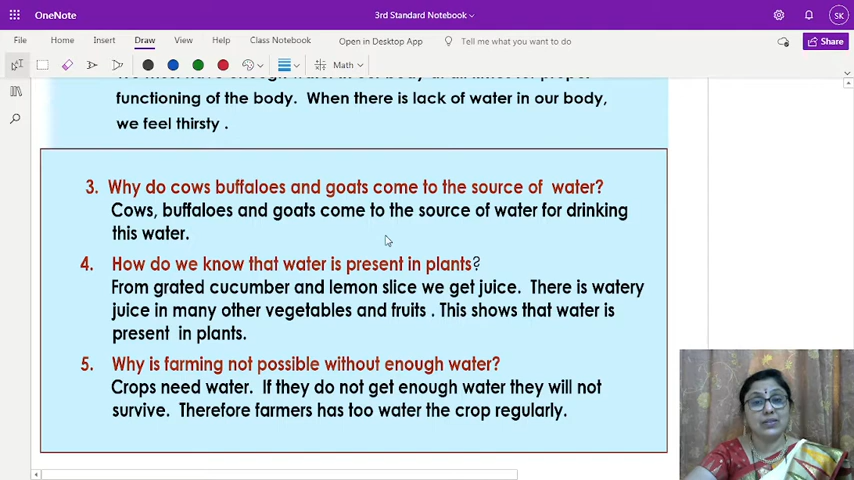 OneNote
3rd Standard Notebook
SK
File Home Insert Draw View Help Class Notebook Open in Desktop App Tell me what you want to do Share
Math
functioning of the body. When there is lack of water in our body,
we feel thirsty .
3. Why do cows buffaloes and goats come to the source of water?
Cows, buffaloes and goats come to the source of water for drinking
this water.
4. How do we know that water is present in plants?
From grated cucumber and lemon slice we get juice. There is watery
juice in many other vegetables and fruits . This shows that water is
present in plants.
5. Why is farming not possible without enough water?
Crops need water. If they do not get enough water they will not
survive. Therefore farmers has too water the crop regularly.